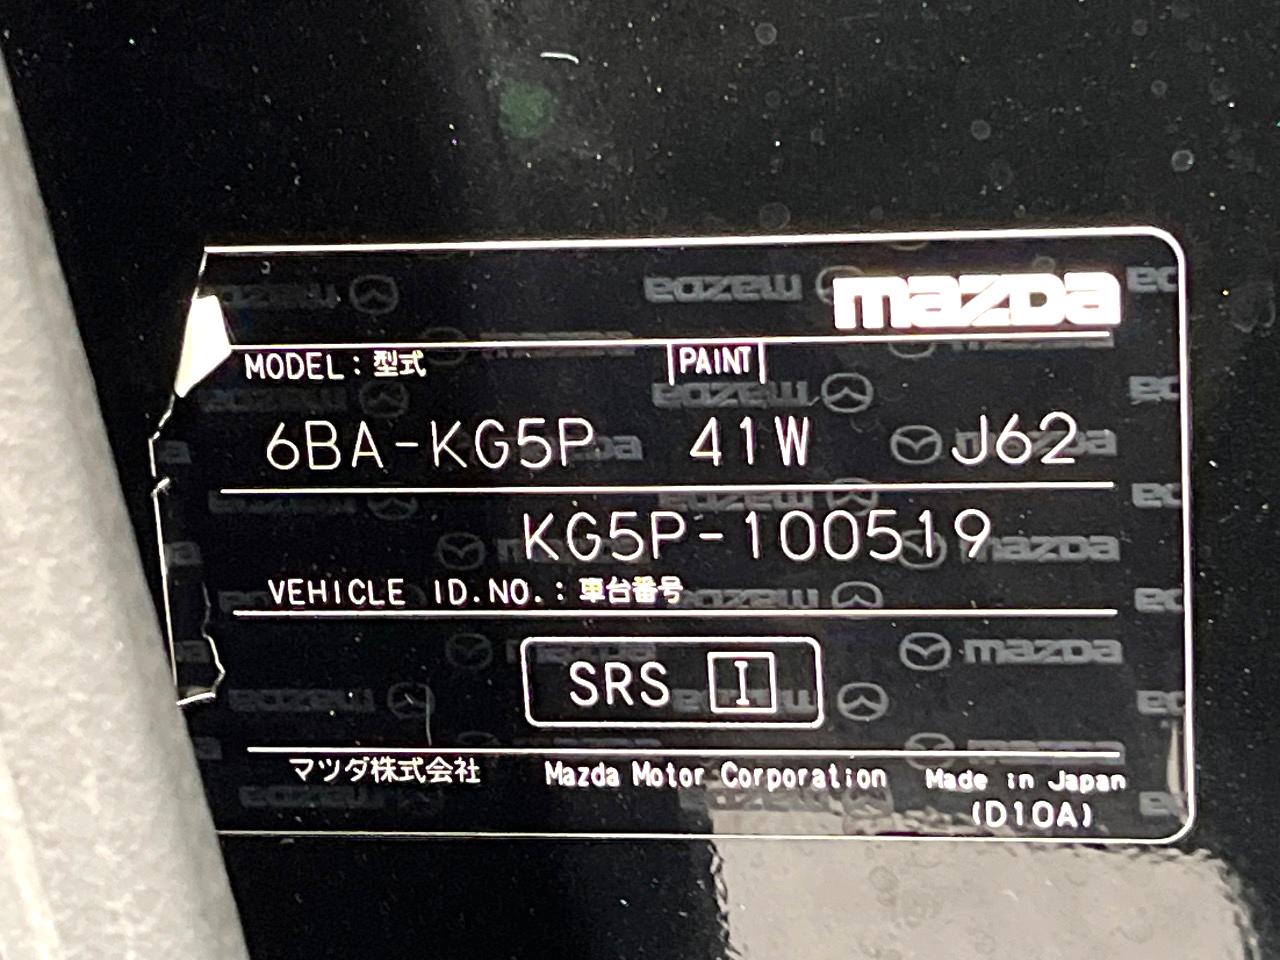 mazda
MODEL : 型式 PAINT
6BA-KG5P 41W J62
KG5P-100519
VEHICLE ID.NO. : 車台番号
SRS I
マツダ株式会社 Mazda Motor Corporation Made in Japan
(D10A)